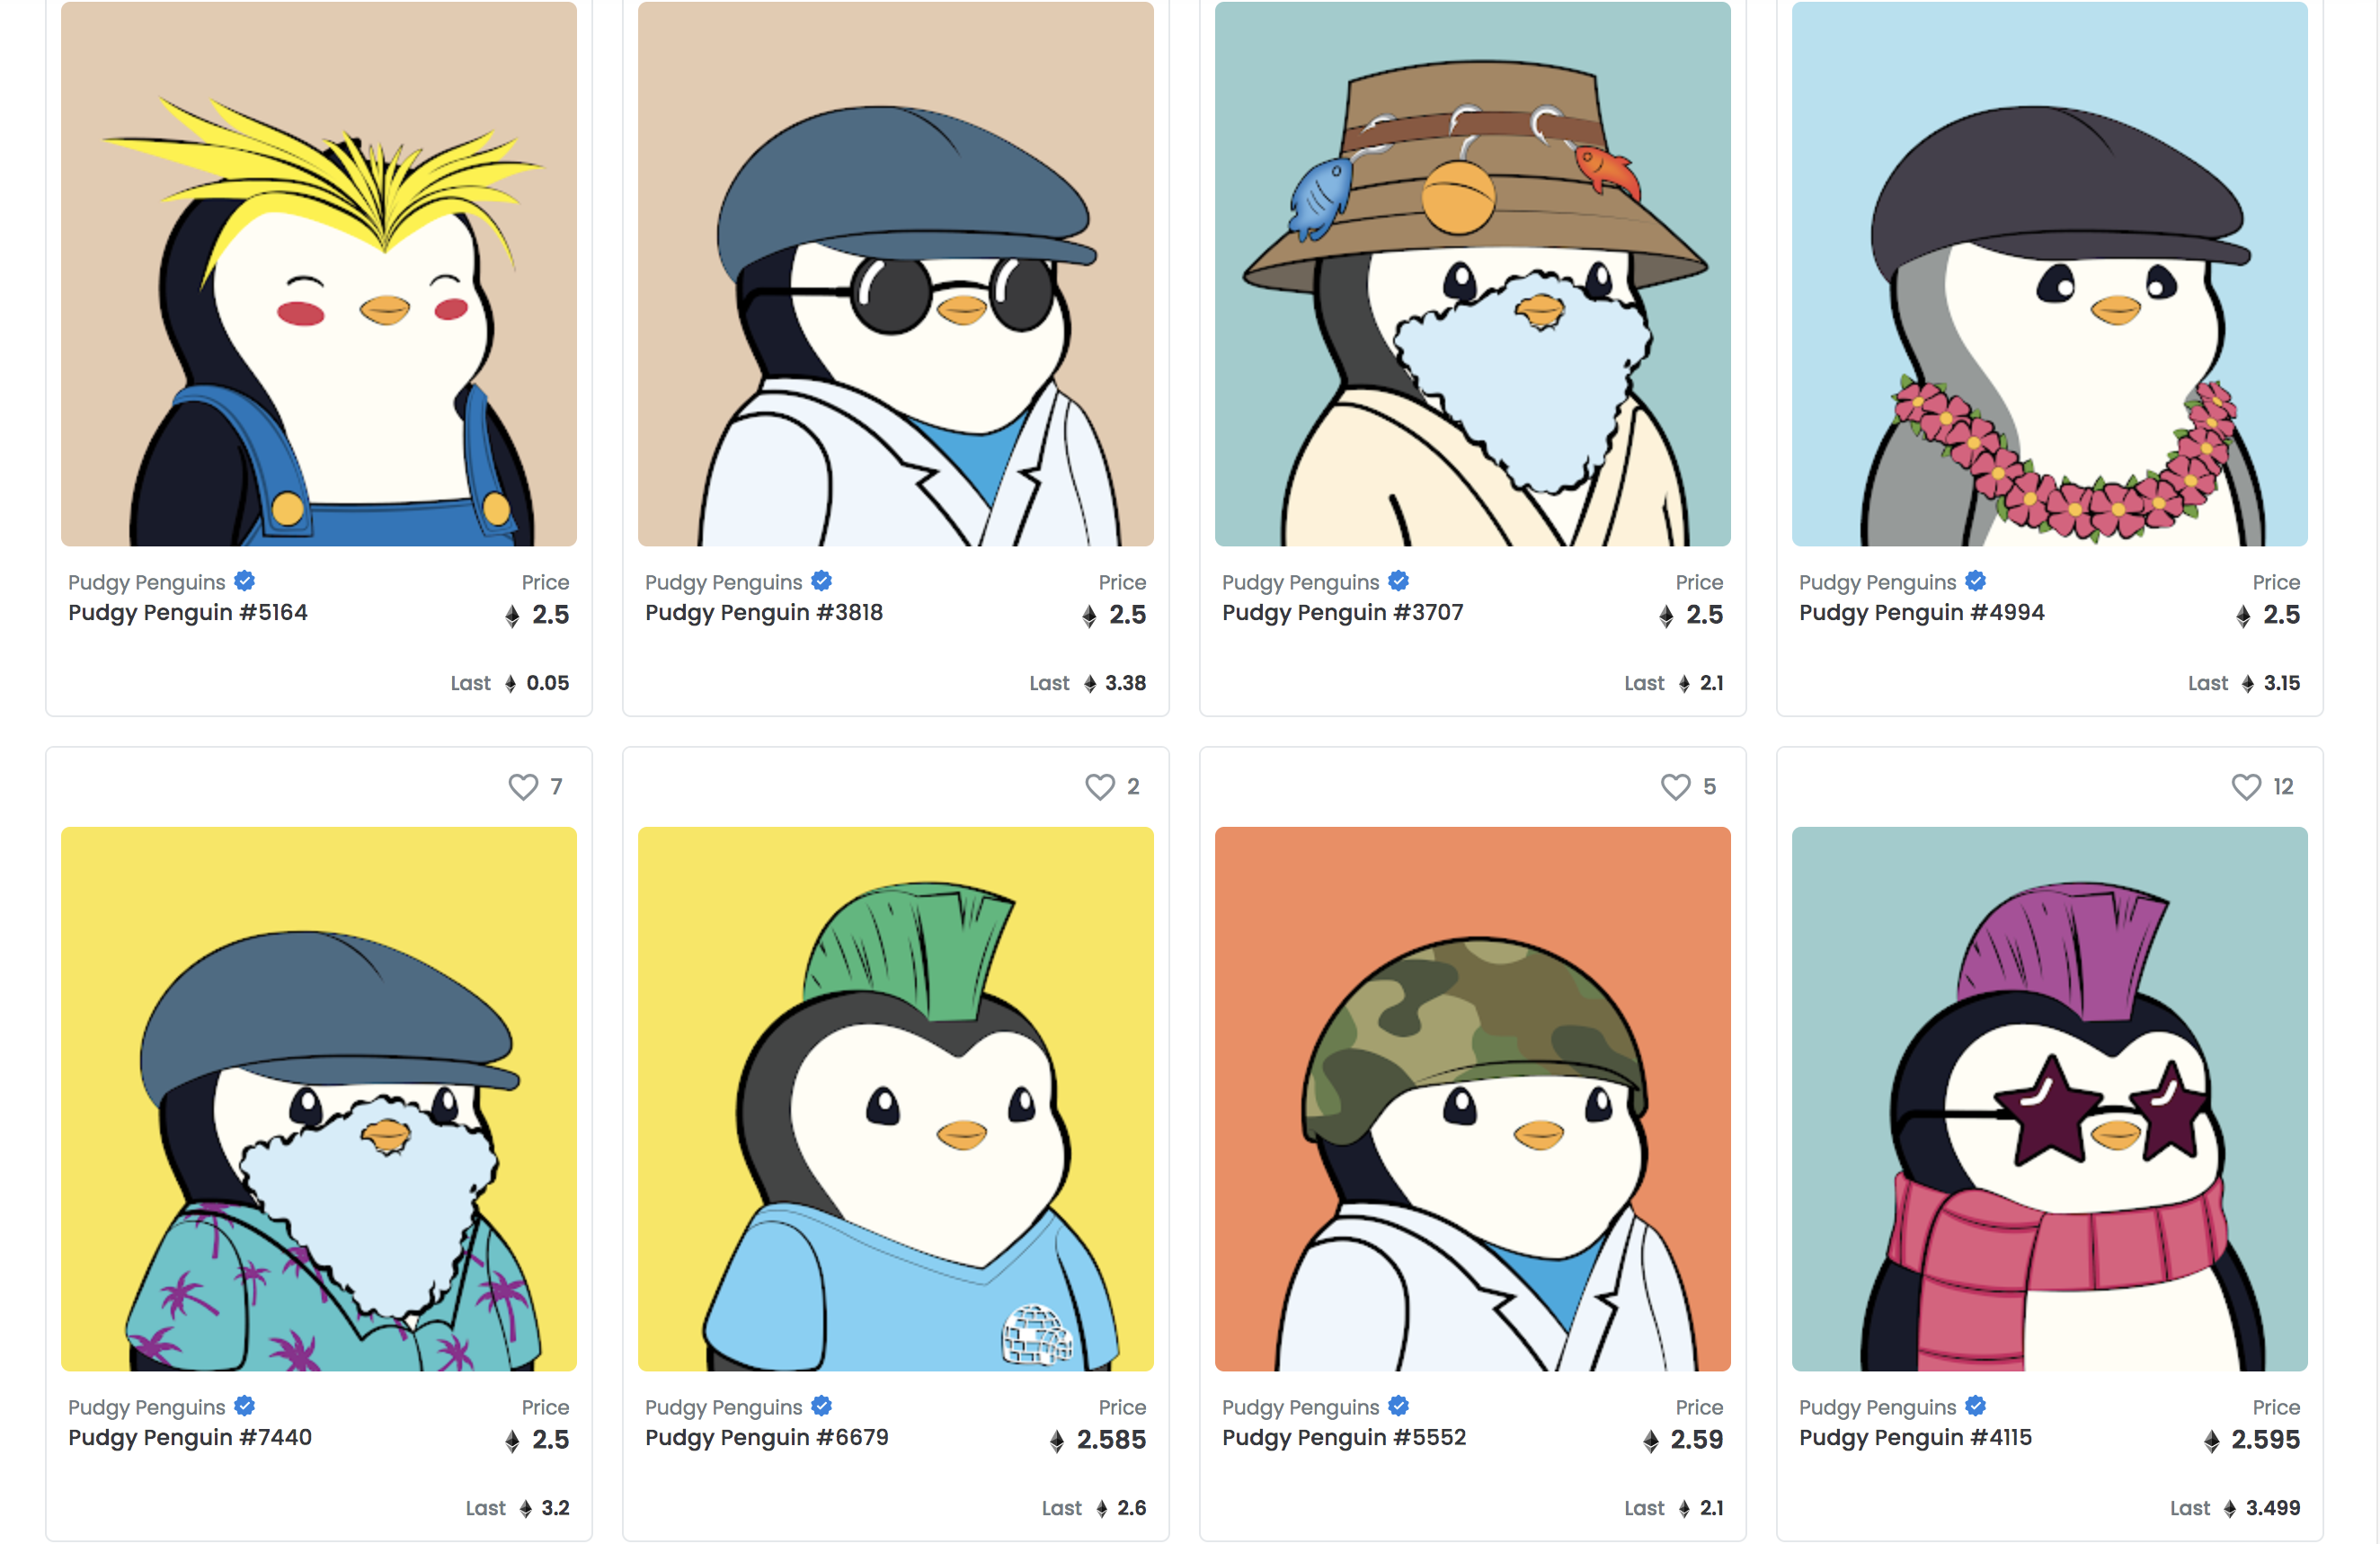 Pudgy Penguins Price
Pudgy Penguin #5164 2.5
Last 0.05
Pudgy Penguins Price
Pudgy Penguin #3818 2.5
Last 3.38
Pudgy Penguins Price
Pudgy Penguin #3707 2.5
Last 2.1
Pudgy Penguins Price
Pudgy Penguin #4994 2.5
Last 3.15
7
Pudgy Penguins Price
Pudgy Penguin #7440 2.5
Last 3.2
2
Pudgy Penguins Price
Pudgy Penguin #6679 2.585
Last 2.6
5
Pudgy Penguins Price
Pudgy Penguin #5552 2.59
Last 2.1
12
Pudgy Penguins Price
Pudgy Penguin #4115 2.595
Last 3.499